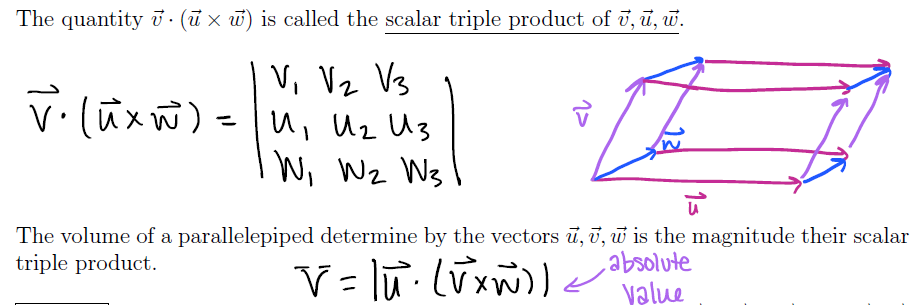 The quantity v⃗ · (u⃗ × w⃗) is called the scalar triple product of v⃗, u⃗, w⃗.
v⃗ · (u⃗ × w⃗) = | V₁ V₂ V₃ |
| U₁ U₂ U₃ |
| W₁ W₂ W₃ |
v⃗
w⃗
u⃗
The volume of a parallelepiped determine by the vectors u⃗, v⃗, w⃗ is the magnitude their scalar
triple product.
V̄ = |u⃗ · (v⃗ × w⃗)| ← absolute
value